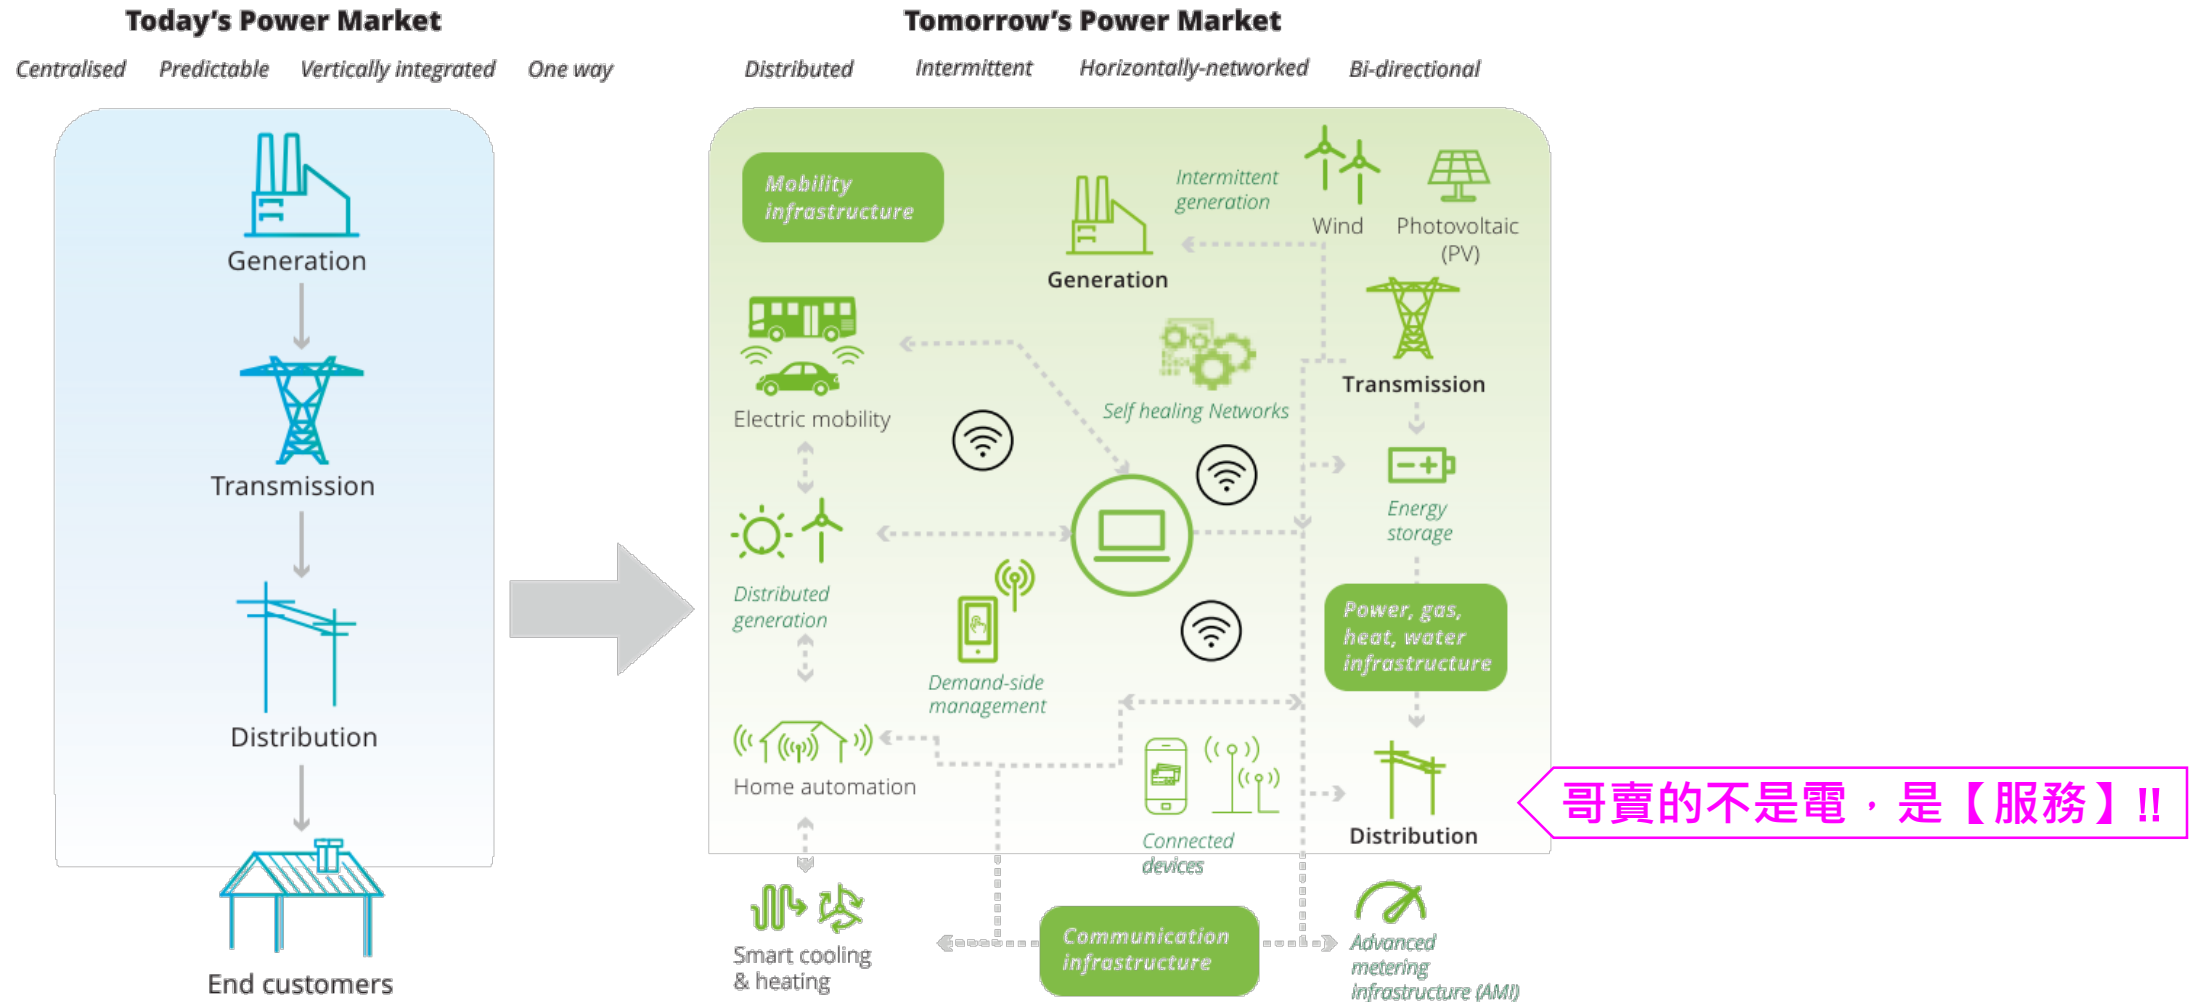 Today's Power Market
Centralised Predictable Vertically integrated One way
Generation
Transmission
Distribution
End customers
Tomorrow's Power Market
Distributed Intermittent Horizontally-networked Bi-directional
Mobility
infrastructure
Generation
Intermittent
generation
Wind
Photovoltaic
(PV)
Electric mobility
Self healing Networks
Transmission
Energy
storage
Distributed
generation
Demand-side
management
Power, gas,
heat, water
infrastructure
Home automation
Connected
devices
Distribution
哥賣的不是電，是【服務】!!
Smart cooling
& heating
Communication
infrastructure
Advanced
metering
infrastructure (AMI)